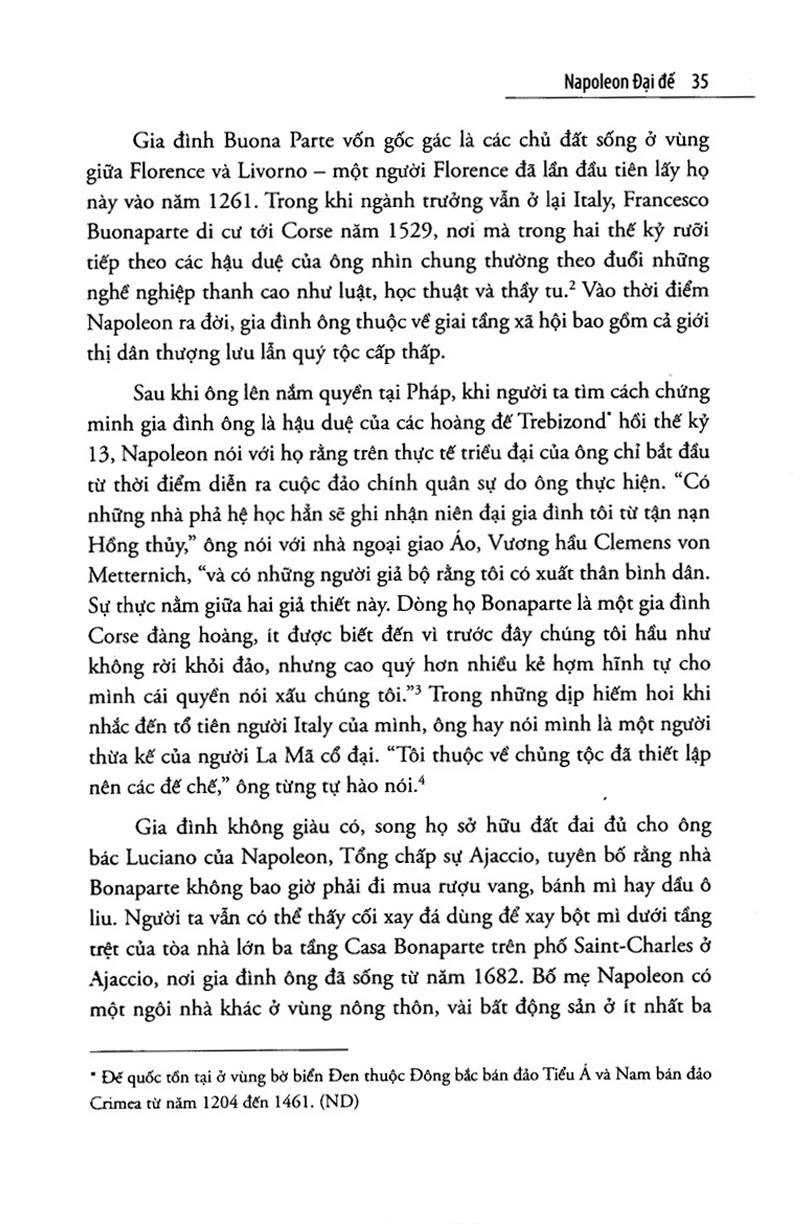 Napoleon Đại đế 35
Gia đình Buona Parte vốn gốc gác là các chủ đất sống ở vùng
giữa Florence và Livorno – một người Florence đã lần đầu tiên lấy họ
này vào năm 1261. Trong khi ngành trưởng vẫn ở lại Italy, Francesco
Buonaparte di cư tới Corse năm 1529, nơi mà trong hai thế kỷ rưỡi
tiếp theo các hậu duệ của ông nhìn chung thường theo đuổi những
nghề nghiệp thanh cao như luật, học thuật và thầy tu.² Vào thời điểm
Napoleon ra đời, gia đình ông thuộc về giai tầng xã hội bao gồm cả giới
thị dân thượng lưu lẫn quý tộc cấp thấp.
Sau khi ông lên nắm quyền tại Pháp, khi người ta tìm cách chứng
minh gia đình ông là hậu duệ của các hoàng đế Trebizond* hồi thế kỷ
13, Napoleon nói với họ rằng trên thực tế triều đại của ông chỉ bắt đầu
từ thời điểm diễn ra cuộc đảo chính quân sự do ông thực hiện. “Có
những nhà phả hệ học hẳn sẽ ghi nhận niên đại gia đình tôi từ tận nạn
Hồng thủy,” ông nói với nhà ngoại giao Áo, Vương hầu Clemens von
Metternich, “và có những người giả bộ rằng tôi có xuất thân bình dân.
Sự thực nằm giữa hai giả thiết này. Dòng họ Bonaparte là một gia đình
Corse đàng hoàng, ít được biết đến vì trước đây chúng tôi hầu như
không rời khỏi đảo, nhưng cao quý hơn nhiều kẻ hợm hĩnh tự cho
mình cái quyền nói xấu chúng tôi.”³ Trong những dịp hiếm hoi khi
nhắc đến tổ tiên người Italy của mình, ông hay nói mình là một người
thừa kế của người La Mã cổ đại. “Tôi thuộc về chủng tộc đã thiết lập
nên các đế chế,” ông từng tự hào nói.⁴
Gia đình không giàu có, song họ sở hữu đất đai đủ cho ông
bác Luciano của Napoleon, Tổng chấp sự Ajaccio, tuyên bố rằng nhà
Bonaparte không bao giờ phải đi mua rượu vang, bánh mì hay dầu ô
liu. Người ta vẫn có thể thấy cối xay đá dùng để xay bột mì dưới tầng
trệt của tòa nhà lớn ba tầng Casa Bonaparte trên phố Saint-Charles ở
Ajaccio, nơi gia đình ông đã sống từ năm 1682. Bố mẹ Napoleon có
một ngôi nhà khác ở vùng nông thôn, vài bất động sản ở ít nhất ba
* Đế quốc tồn tại ở vùng bờ biển Đen thuộc Đông bắc bán đảo Tiểu Á và Nam bán đảo
Crimea từ năm 1204 đến 1461. (ND)